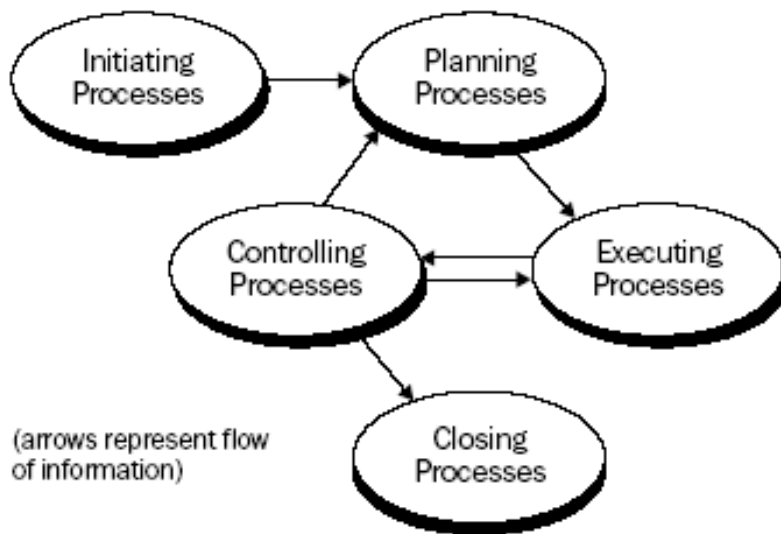 Initiating
Processes
Planning
Processes
Controlling
Processes
Executing
Processes
(arrows represent flow
of information)
Closing
Processes